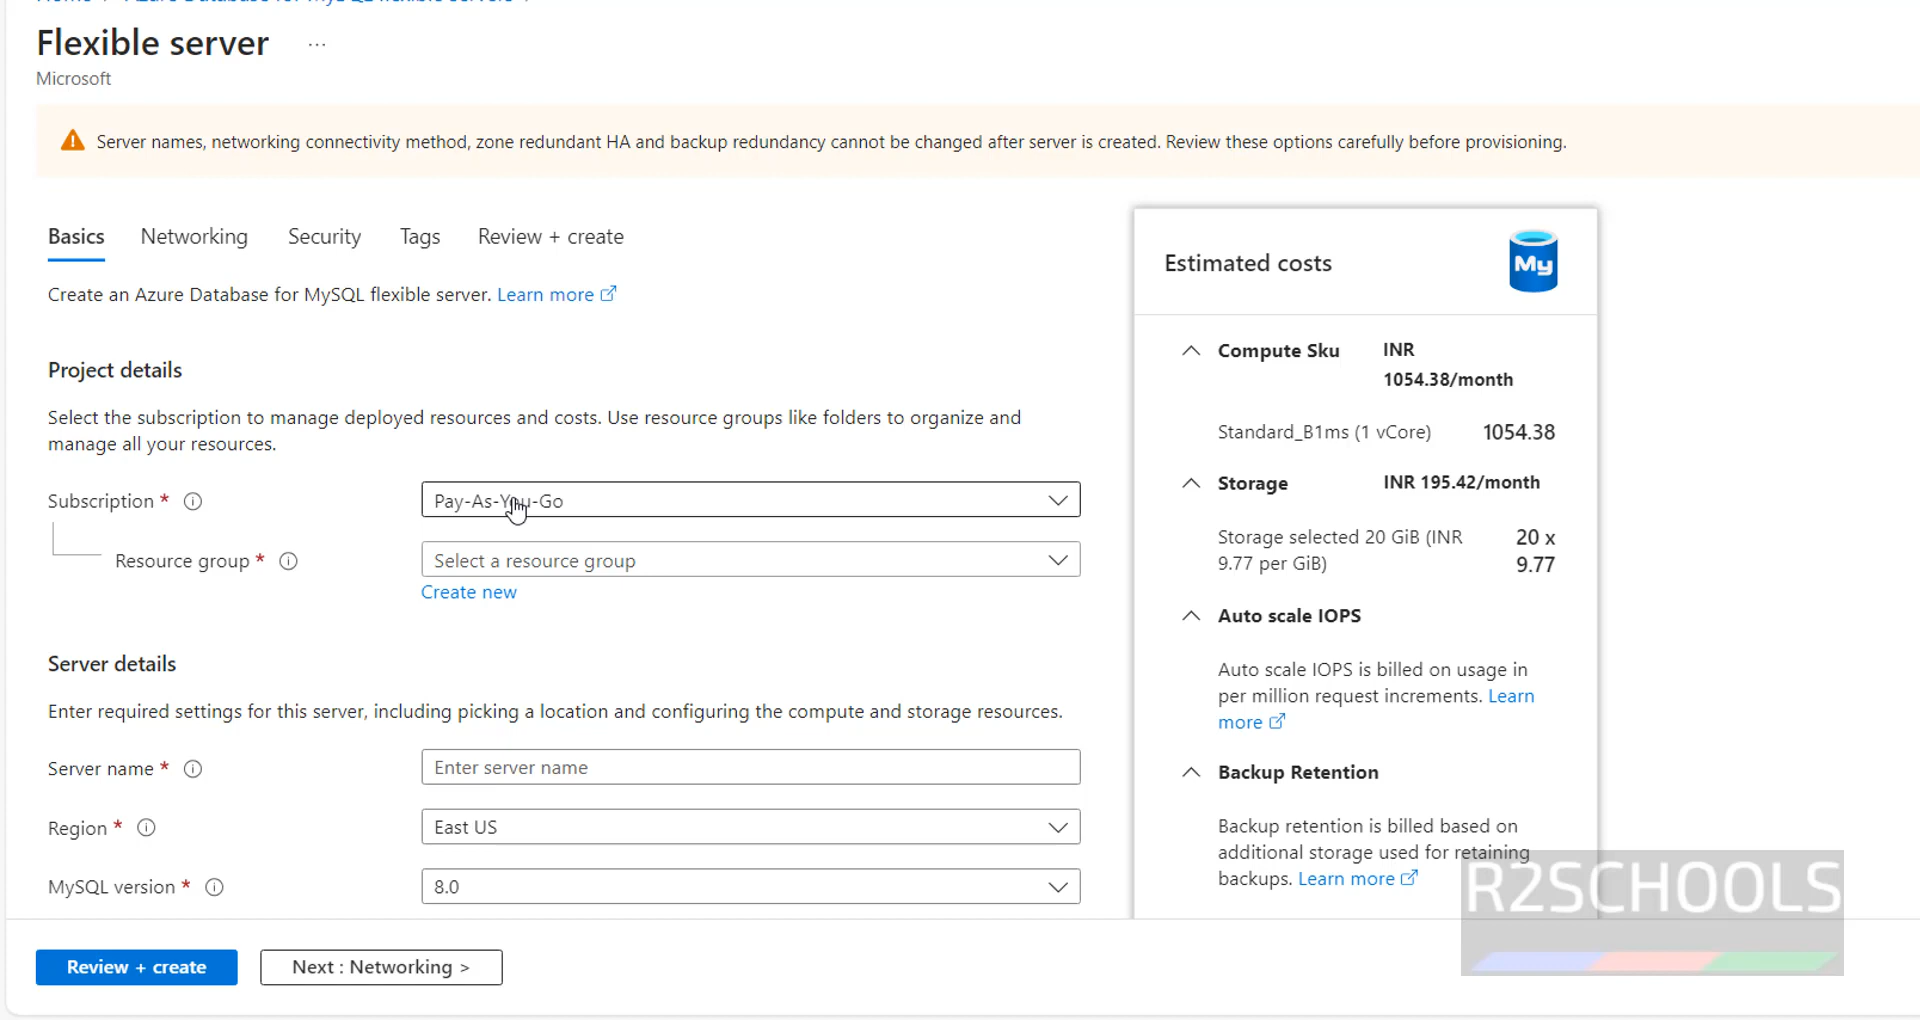 Flexible server ...
Microsoft
Server names, networking connectivity method, zone redundant HA and backup redundancy cannot be changed after server is created. Review these options carefully before provisioning.
Basics Networking Security Tags Review + create
Create an Azure Database for MySQL flexible server. Learn more
Project details
Select the subscription to manage deployed resources and costs. Use resource groups like folders to organize and
manage all your resources.
Subscription *
Pay-As-You-Go
Resource group *
Select a resource group
Create new
Server details
Enter required settings for this server, including picking a location and configuring the compute and storage resources.
Server name *
Enter server name
Region *
East US
MySQL version *
8.0
Review + create
Next : Networking >
Estimated costs
My
Compute Sku
INR
1054.38/month
Standard_B1ms (1 vCore) 1054.38
Storage INR 195.42/month
Storage selected 20 GiB (INR
9.77 per GiB)
20 x
9.77
Auto scale IOPS
Auto scale IOPS is billed on usage in
per million request increments. Learn
more
Backup Retention
Backup retention is billed based on
additional storage used for retaining
backups. Learn more
R2SCHOOLS